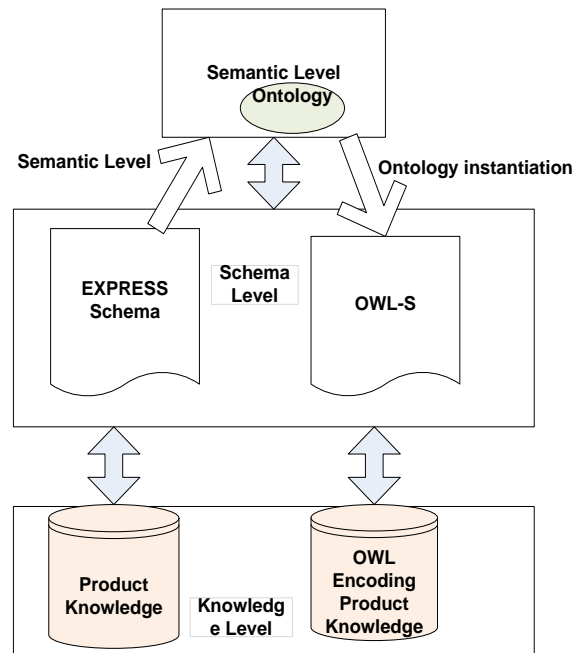 Semantic Level
Ontology
Semantic Level
Ontology instantiation
EXPRESS
Schema
Schema
Level
OWL-S
Product
Knowledge
Knowledg
e Level
OWL
Encoding
Product
Knowledge